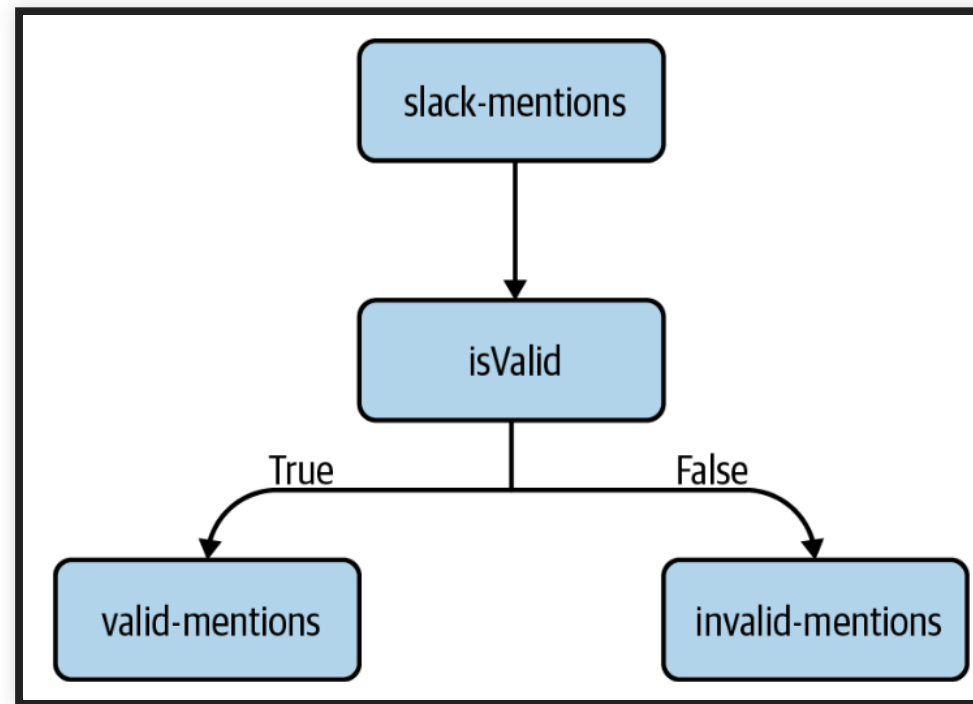 slack-mentions
isValid
True
False
valid-mentions
invalid-mentions